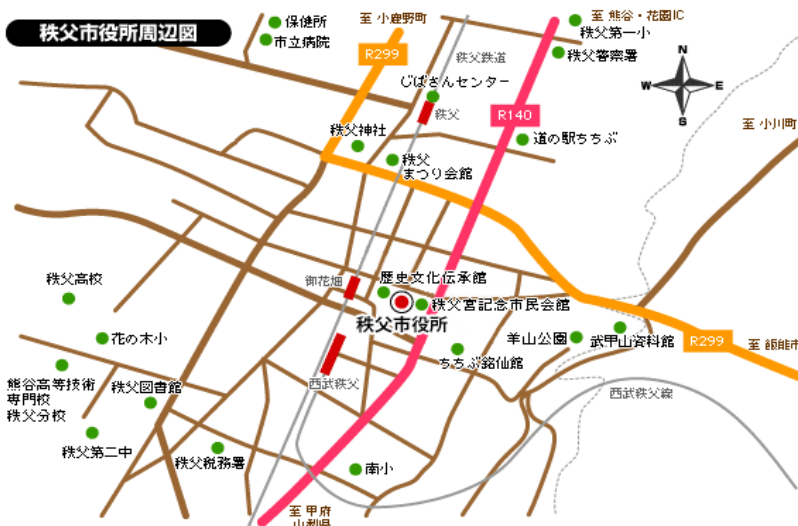 秩父市役所周辺図
保健所
市立病院
至 小鹿野町
至 熊谷・花園IC
秩父第一小
秩父警察署
R299
秩父鉄道
じばさんセンター
秩父
R140
N
W
E
S
至 小川町
道の駅ちちぶ
秩父神社
秩父
まつり会館
秩父高校
御花畑
歴史文化伝承館
秩父宮記念市民会館
秩父市役所
花の木小
羊山公園
武甲山資料館
R299
至 飯能市
ちちぶ銘仙館
熊谷高等技術
専門校
秩父分校
秩父図書館
西武秩父
西武秩父線
秩父第二中
秩父税務署
南小
至 甲府
山梨県